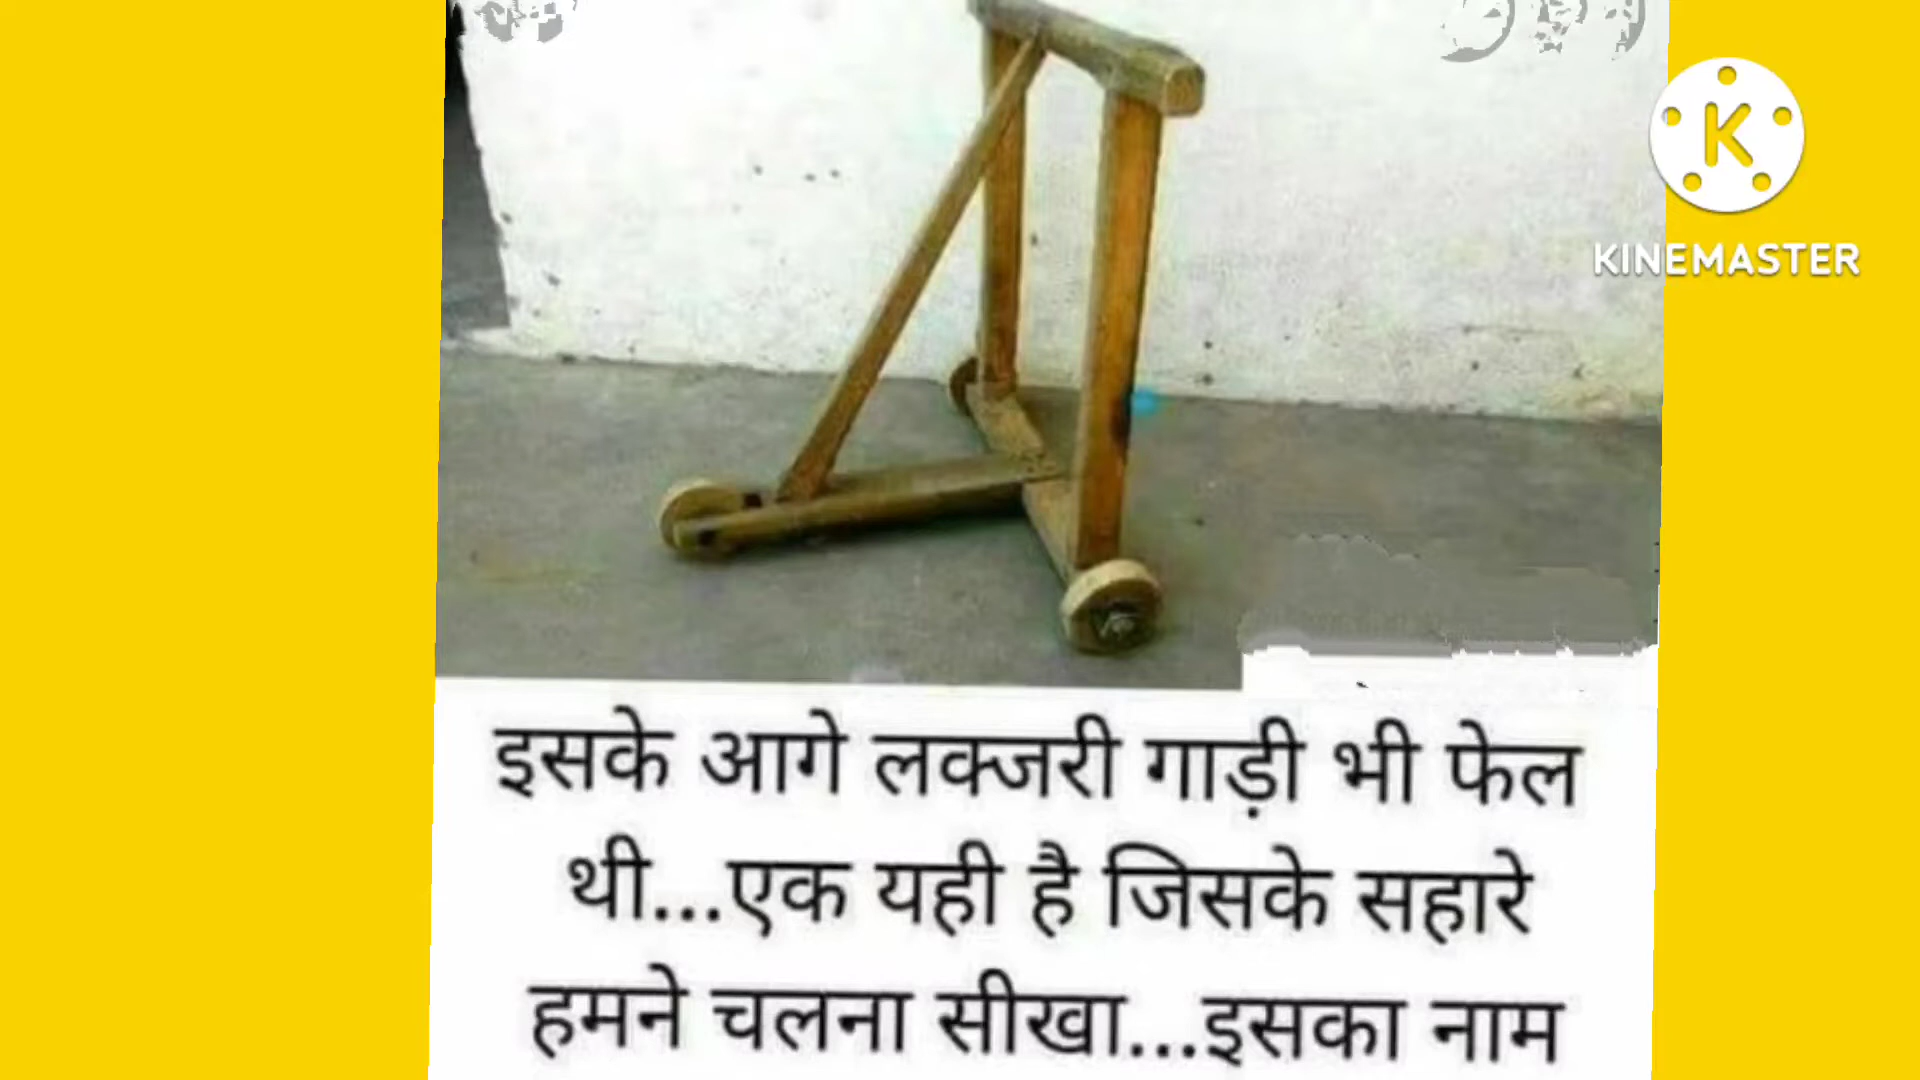 KINEMASTER
इसके आगे लक्जरी गाड़ी भी फेल
थी...एक यही है जिसके सहारे
हमने चलना सीखा...इसका नाम